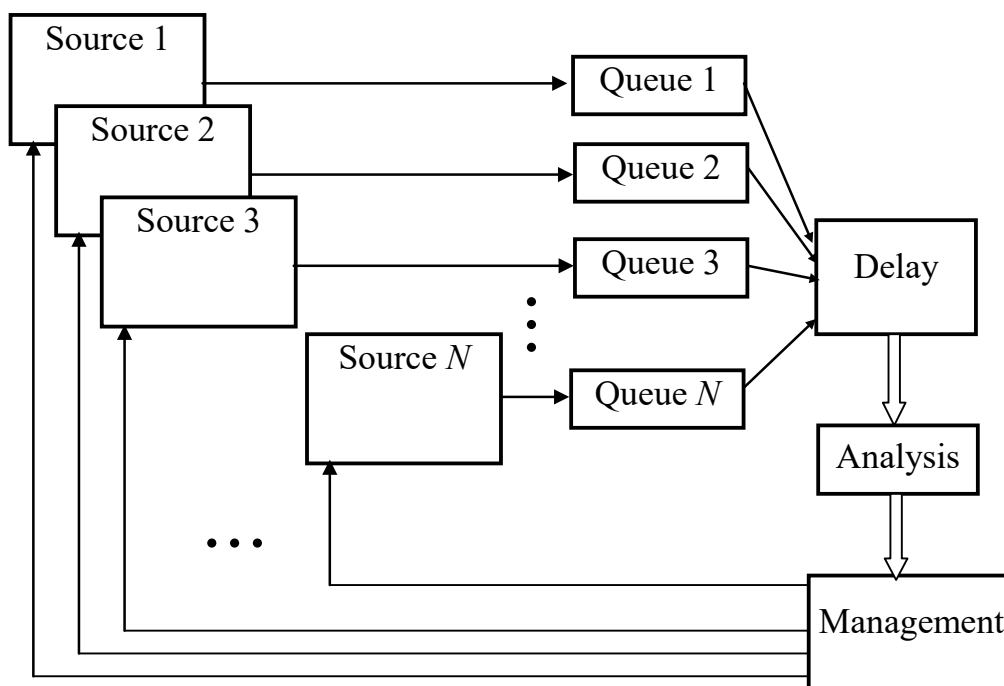 Source 1
Queue 1
Source 2
Queue 2
Source 3
Queue 3
Delay
Source N
Queue N
Analysis
Management